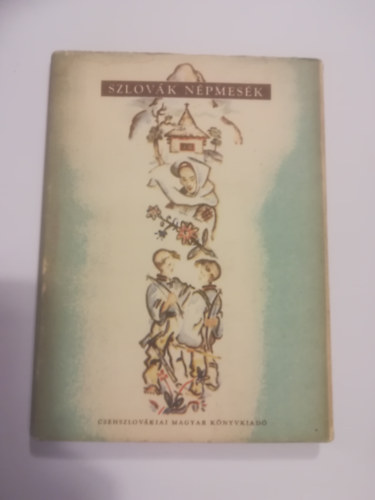 SZLOVÁK NÉPMESÉK
CSEHSZLOVÁKIAI MAGYAR KÖNYVKIADÓ